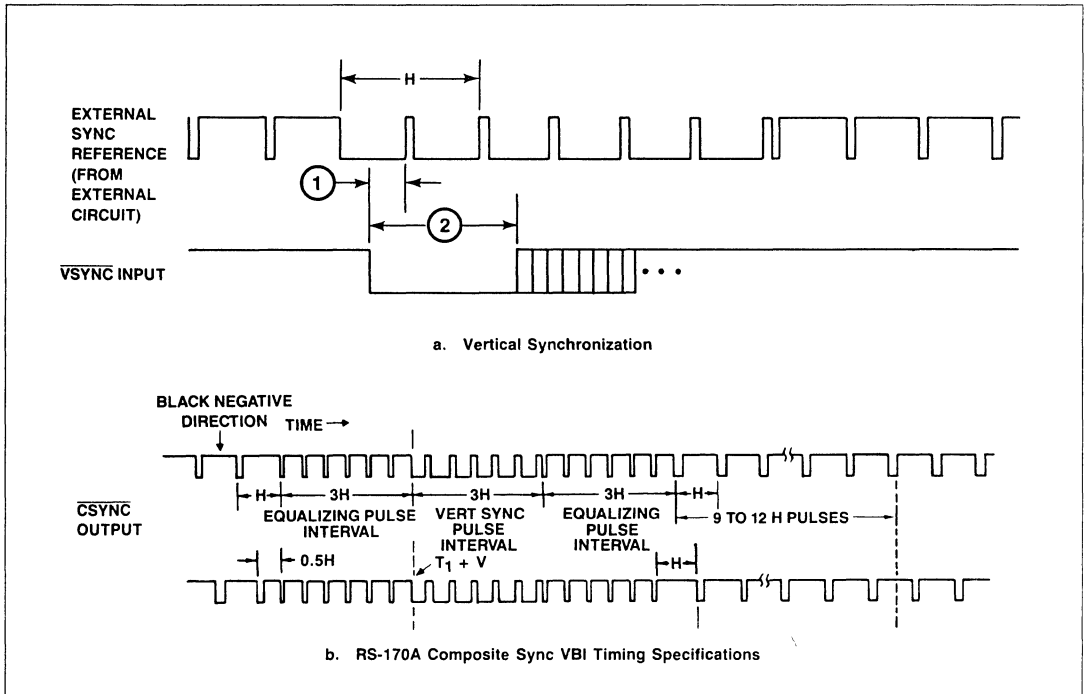 H
EXTERNAL
SYNC
REFERENCE
(FROM
EXTERNAL
CIRCUIT)
1
2
VSYNC INPUT
a. Vertical Synchronization
BLACK NEGATIVE
DIRECTION TIME
H 3H 3H 3H H
EQUALIZING PULSE
INTERVAL
VERT SYNC
PULSE
INTERVAL
EQUALIZING
PULSE
INTERVAL
9 TO 12 H PULSES
CSYNC
OUTPUT
0.5H
T1 + V
H
b. RS-170A Composite Sync VBI Timing Specifications